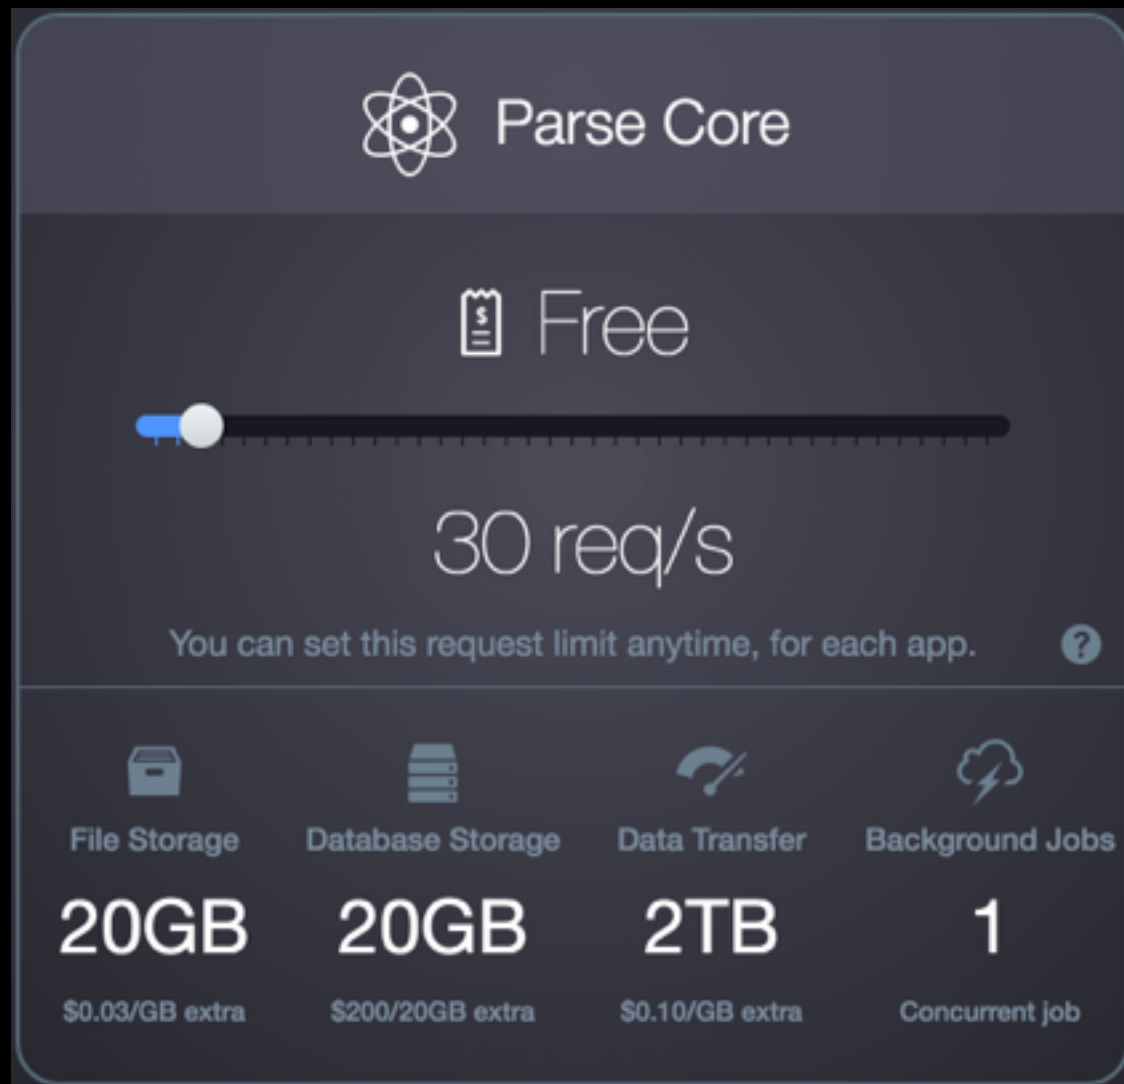 Parse Core
$ Free
30 req/s
You can set this request limit anytime, for each app. ?
File Storage Database Storage Data Transfer Background Jobs
20GB 20GB 2TB 1
$0.03/GB extra $200/20GB extra $0.10/GB extra Concurrent job